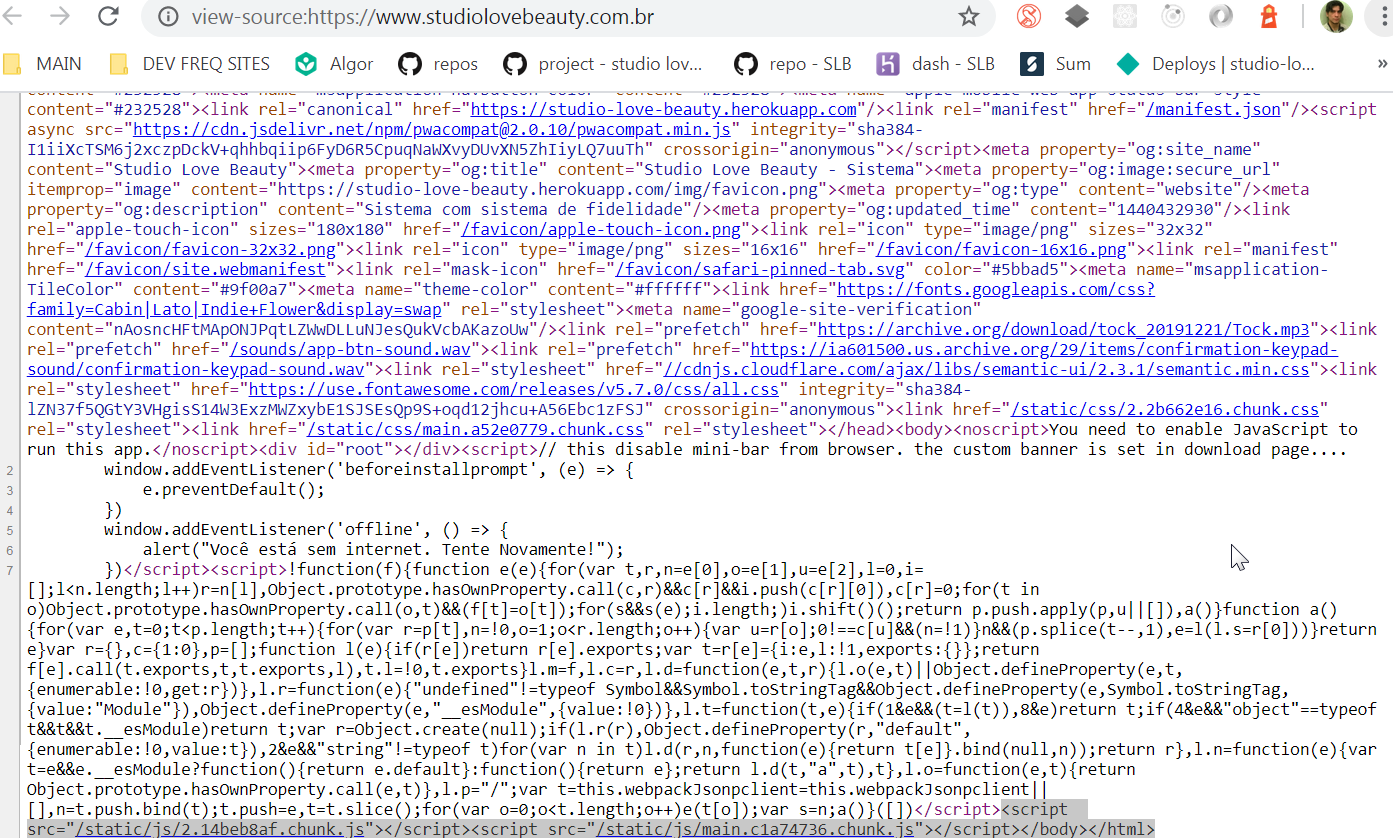 view-source:https://www.studiolovebeauty.com.br
MAIN DEV FREQ SITES Algor repos project - studio lov... repo - SLB dash - SLB Sum Deploys | studio-lo... »
content="#232528"><link rel="canonical" href="https://studio-love-beauty.herokuapp.com"/><link rel="manifest" href="/manifest.json"/><script
async src="https://cdn.jsdelivr.net/npm/pwacompat@2.0.10/pwacompat.min.js" integrity="sha384-
I1iiXcTSM6j2xczpDckV+qhhbqiip6FyD6R5CpuqNaWXvyDUvXN5ZhIiyLQ7uuTh" crossorigin="anonymous"></script><meta property="og:site_name"
content="Studio Love Beauty"><meta property="og:title" content="Studio Love Beauty - Sistema"><meta property="og:image:secure_url"
itemprop="image" content="https://studio-love-beauty.herokuapp.com/img/favicon.png"><meta property="og:type" content="website"/><meta
property="og:description" content="Sistema com sistema de fidelidade"/><meta property="og:updated_time" content="1440432930"/><link
rel="apple-touch-icon" sizes="180x180" href="/favicon/apple-touch-icon.png"><link rel="icon" type="image/png" sizes="32x32"
href="/favicon/favicon-32x32.png"><link rel="icon" type="image/png" sizes="16x16" href="/favicon/favicon-16x16.png"><link rel="manifest"
href="/favicon/site.webmanifest"><link rel="mask-icon" href="/favicon/safari-pinned-tab.svg" color="#5bbad5"><meta name="msapplication-
TileColor" content="#9f00a7"><meta name="theme-color" content="#ffffff"><link href="https://fonts.googleapis.com/css?
family=Cabin|Lato|Indie+Flower&display=swap" rel="stylesheet"><meta name="google-site-verification"
content="nAosncHFtMApONJPqtLZWwDLLuNJesQukVcbAKazoUw"/><link rel="prefetch" href="https://archive.org/download/tock_20191221/Tock.mp3"><link
rel="prefetch" href="/sounds/app-btn-sound.wav"><link rel="prefetch" href="https://ia601500.us.archive.org/29/items/confirmation-keypad-
sound/confirmation-keypad-sound.wav"><link rel="stylesheet" href="//cdnjs.cloudflare.com/ajax/libs/semantic-ui/2.3.1/semantic.min.css"><link
rel="stylesheet" href="https://use.fontawesome.com/releases/v5.7.0/css/all.css" integrity="sha384-
lZN37f5QGtY3VHgisS14W3ExzMWZxybE1SJSEsQp9S+oqd12jhcu+A56Ebc1zFSJ" crossorigin="anonymous"><link href="/static/css/2.2b662e16.chunk.css"
rel="stylesheet"><link href="/static/css/main.a52e0779.chunk.css" rel="stylesheet"></head><body><noscript>You need to enable JavaScript to
run this app.</noscript><div id="root"></div><script>// this disable mini-bar from browser. the custom banner is set in download page....
2 window.addEventListener('beforeinstallprompt', (e) => {
3 e.preventDefault();
4 })
5 window.addEventListener('offline', () => {
6 alert("Você está sem internet. Tente Novamente!");
7 })</script><script>!function(f){function e(e){for(var t,r,n=e[0],o=e[1],u=e[2],l=0,i=
[];l<n.length;l++)r=n[l],Object.prototype.hasOwnProperty.call(c,r)&&c[r]&&i.push(c[r][0]),c[r]=0;for(t in
o)Object.prototype.hasOwnProperty.call(o,t)&&(f[t]=o[t]);for(s&&s(e);i.length;)i.shift()();return p.push.apply(p,u||[]),a()}function a()
{for(var e,t=0;t<p.length;t++){for(var r=p[t],n=!0,o=1;o<r.length;o++){var u=r[o];0!==c[u]&&(n=!1)}n&&(p.splice(t--,1),e=l(l.s=r[0]))}return
e}var r={},c={1:0},p=[];function l(e){if(r[e])return r[e].exports;var t=r[e]={i:e,l:!1,exports:{}};return
f[e].call(t.exports,t,t.exports,l),t.l=!0,t.exports}l.m=f,l.c=r,l.d=function(e,t,r){l.o(e,t)||Object.defineProperty(e,t,
{enumerable:!0,get:r})},l.r=function(e){"undefined"!=typeof Symbol&&Symbol.toStringTag&&Object.defineProperty(e,Symbol.toStringTag,
{value:"Module"}),Object.defineProperty(e,"__esModule",{value:!0})},l.t=function(t,e){if(1&e&&(t=l(t)),8&e)return t;if(4&e&&"object"==typeof
t&&t&&t.__esModule)return t;var r=Object.create(null);if(l.r(r),Object.defineProperty(r,"default",
{enumerable:!0,value:t}),2&e&&"string"!=typeof t)for(var n in t)l.d(r,n,function(e){return t[e]}.bind(null,n));return r},l.n=function(e){var
t=e&&e.__esModule?function(){return e.default}:function(){return e};return l.d(t,"a",t),t},l.o=function(e,t){return
Object.prototype.hasOwnProperty.call(e,t)},l.p="/";var t=this.webpackJsonpclient=this.webpackJsonpclient||
[],n=t.push.bind(t);t.push=e,t=t.slice();for(var o=0;o<t.length;o++)e(t[o]);var s=n;a()}([])</script><script
src="/static/js/2.14beb8af.chunk.js"></script><script src="/static/js/main.c1a74736.chunk.js"></script></body></html>